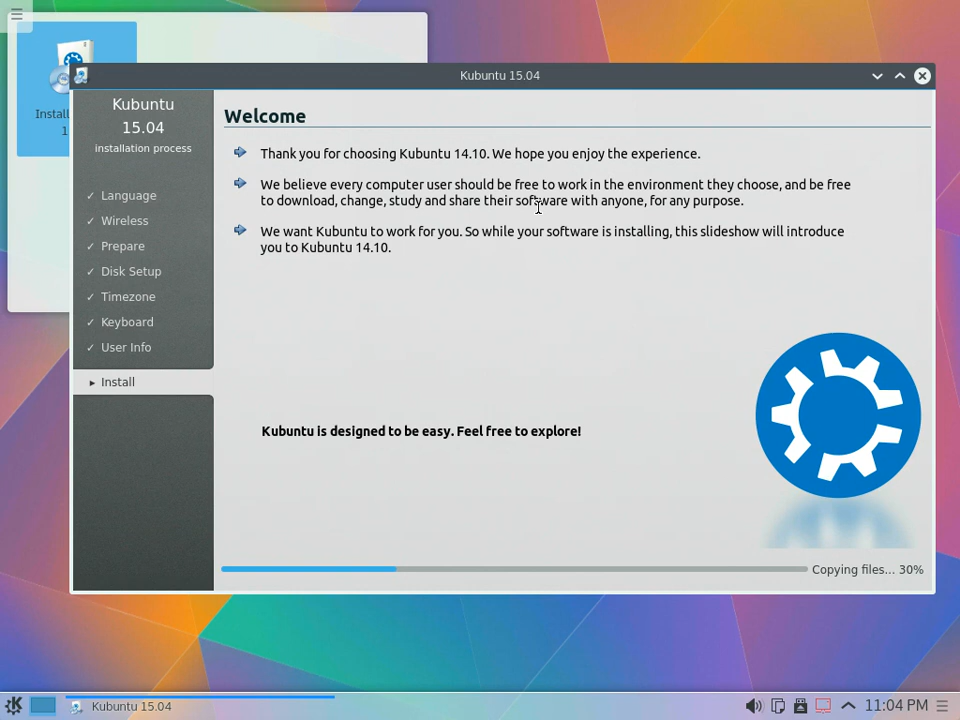 Install
1
Kubuntu 15.04
Kubuntu
15.04
installation process
✓ Language
✓ Wireless
✓ Prepare
✓ Disk Setup
✓ Timezone
✓ Keyboard
✓ User Info
▸ Install
Welcome
Thank you for choosing Kubuntu 14.10. We hope you enjoy the experience.
We believe every computer user should be free to work in the environment they choose, and be free
to download, change, study and share their software with anyone, for any purpose.
We want Kubuntu to work for you. So while your software is installing, this slideshow will introduce
you to Kubuntu 14.10.
Kubuntu is designed to be easy. Feel free to explore!
Copying files... 30%
Kubuntu 15.04
11:04 PM